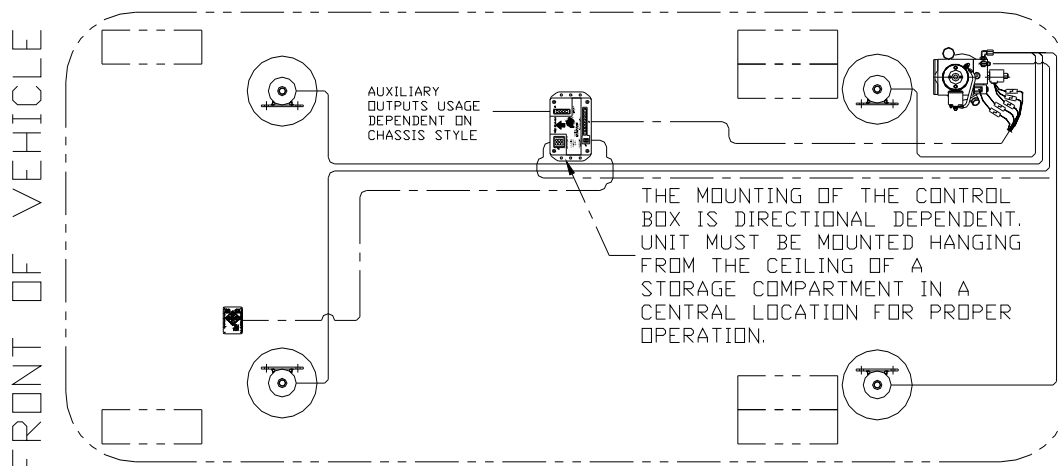 FRONT OF VEHICLE
AUXILIARY
OUTPUTS USAGE
DEPENDENT ON
CHASSIS STYLE
THE MOUNTING OF THE CONTROL
BOX IS DIRECTIONAL DEPENDENT.
UNIT MUST BE MOUNTED HANGING
FROM THE CEILING OF A
STORAGE COMPARTMENT IN A
CENTRAL LOCATION FOR PROPER
OPERATION.